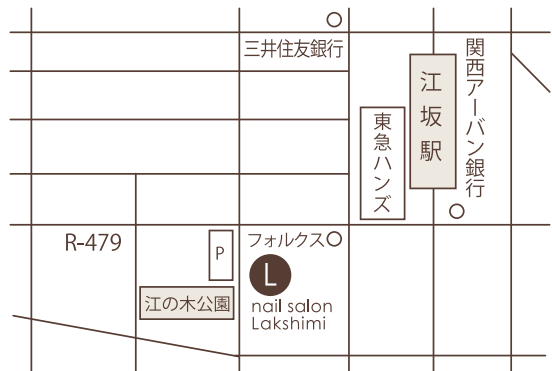 三井住友銀行
関西アーバン銀行
江坂駅
東急ハンズ
R-479
P
フォルクス
L
江の木公園
nail salon
Lakshimi